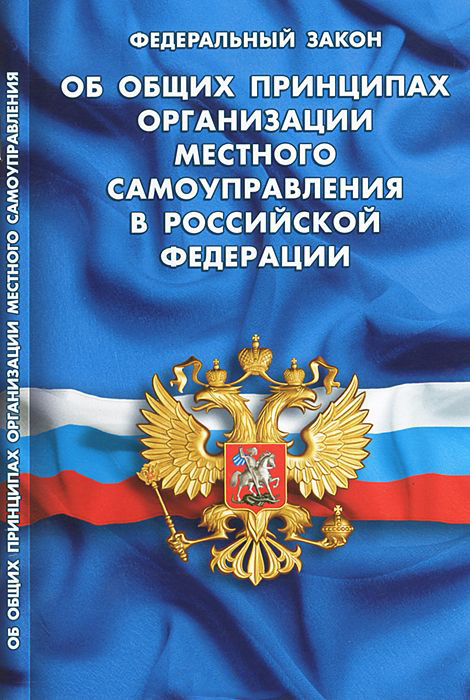 ФЕДЕРАЛЬНЫЙ ЗАКОН
ОБ ОБЩИХ ПРИНЦИПАХ
ОРГАНИЗАЦИИ
МЕСТНОГО
САМОУПРАВЛЕНИЯ
В РОССИЙСКОЙ
ФЕДЕРАЦИИ
ОБ ОБЩИХ ПРИНЦИПАХ ОРГАНИЗАЦИИ МЕСТНОГО САМОУПРАВЛЕНИЯ